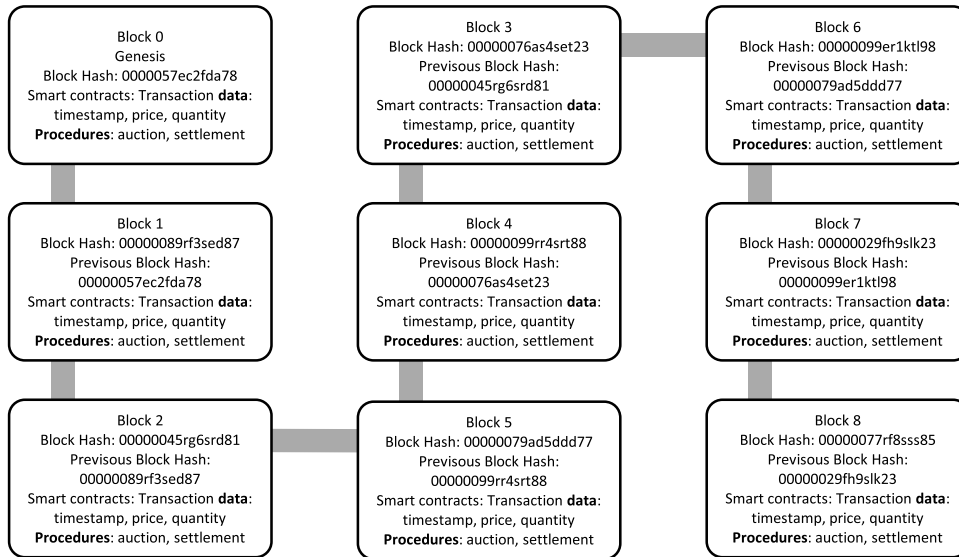 Block 0
Genesis
Block Hash: 0000057ec2fda78
Smart contracts: Transaction data:
timestamp, price, quantity
Procedures: auction, settlement
Block 1
Block Hash: 00000089rf3sed87
Previsous Block Hash:
00000057ec2fda78
Smart contracts: Transaction data:
timestamp, price, quantity
Procedures: auction, settlement
Block 2
Block Hash: 00000045rg6srd81
Previsous Block Hash:
00000089rf3sed87
Smart contracts: Transaction data:
timestamp, price, quantity
Procedures: auction, settlement
Block 3
Block Hash: 00000076as4set23
Previsous Block Hash:
00000045rg6srd81
Smart contracts: Transaction data:
timestamp, price, quantity
Procedures: auction, settlement
Block 4
Block Hash: 00000099rr4srt88
Previsous Block Hash:
00000076as4set23
Smart contracts: Transaction data:
timestamp, price, quantity
Procedures: auction, settlement
Block 5
Block Hash: 00000079ad5ddd77
Previsous Block Hash:
00000099rr4srt88
Smart contracts: Transaction data:
timestamp, price, quantity
Procedures: auction, settlement
Block 6
Block Hash: 00000099er1ktl98
Previsous Block Hash:
00000079ad5ddd77
Smart contracts: Transaction data:
timestamp, price, quantity
Procedures: auction, settlement
Block 7
Block Hash: 00000029fh9slk23
Previsous Block Hash:
00000099er1ktl98
Smart contracts: Transaction data:
timestamp, price, quantity
Procedures: auction, settlement
Block 8
Block Hash: 00000077rf8sss85
Previsous Block Hash:
00000029fh9slk23
Smart contracts: Transaction data:
timestamp, price, quantity
Procedures: auction, settlement